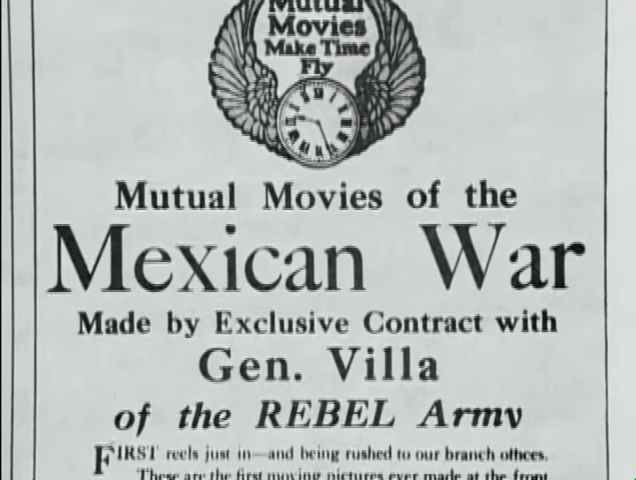 Mutual
Movies
Make Time
Fly
Mutual Movies of the
Mexican War
Made by Exclusive Contract with
Gen. Villa
of the REBEL Army
FIRST reels just in—and being rushed to our branch offices.
These are the first moving pictures ever made at the front